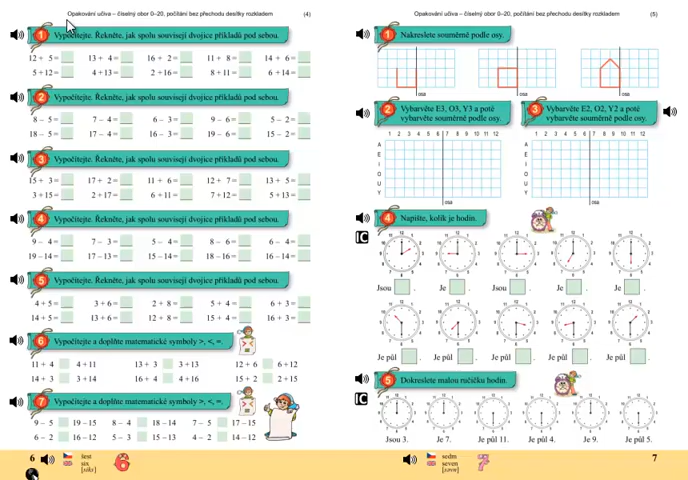 Opakování učiva – číselný obor 0–20, počítání bez přechodu desítky rozkladem (4)
1 Vypočítejte. Řekněte, jak spolu souvisejí dvojice příkladů pod sebou.
12 + 5 = 13 + 4 = 16 + 2 = 11 + 8 = 14 + 6 =
5 + 12 = 4 + 13 = 2 + 16 = 8 + 11 = 6 + 14 =
2 Vypočítejte. Řekněte, jak spolu souvisejí dvojice příkladů pod sebou.
8 – 5 = 7 – 4 = 6 – 3 = 9 – 6 = 5 – 2 =
18 – 5 = 17 – 4 = 16 – 3 = 19 – 6 = 15 – 2 =
3 Vypočítejte. Řekněte, jak spolu souvisejí dvojice příkladů pod sebou.
15 + 3 = 17 + 2 = 11 + 6 = 12 + 7 = 13 + 5 =
3 + 15 = 2 + 17 = 6 + 11 = 7 + 12 = 5 + 13 =
4 Vypočítejte. Řekněte, jak spolu souvisejí dvojice příkladů pod sebou.
9 – 4 = 7 – 3 = 5 – 4 = 8 – 6 = 6 – 4 =
19 – 14 = 17 – 13 = 15 – 14 = 18 – 16 = 16 – 14 =
5 Vypočítejte. Řekněte, jak spolu souvisejí dvojice příkladů pod sebou.
4 + 5 = 3 + 6 = 2 + 8 = 5 + 4 = 6 + 3 =
14 + 5 = 13 + 6 = 12 + 8 = 15 + 4 = 16 + 3 =
6 Vypočítejte a doplňte matematické symboly >, <, =.
11 + 4 4 + 11 13 + 3 3 + 13 12 + 6 6 + 12
14 + 3 3 + 14 16 + 4 4 + 16 15 + 2 2 + 15
7 Vypočítejte a doplňte matematické symboly >, <, =.
9 – 5 19 – 15 8 – 4 18 – 14 7 – 5 17 – 15
6 – 2 16 – 12 5 – 3 15 – 13 4 – 2 14 – 12
6 šest
six
[sɪks]
6
Opakování učiva – číselný obor 0–20, počítání bez přechodu desítky rozkladem (5)
1 Nakreslete souměrně podle osy.
osa osa osa
2 Vybarvěte E3, O3, Y3 a poté
vybarvěte souměrně podle osy.
3 Vybarvěte E2, O2, Y2 a poté
vybarvěte souměrně podle osy.
1 2 3 4 5 6 7 8 9 10 11 12 1 2 3 4 5 6 7 8 9 10 11 12
A A
E E
I I
O O
U U
Y Y
osa osa
4 Napište, kolik je hodin.
IC
Jsou . Je . Jsou . Je . Je .
Je půl . Je půl . Je půl . Je půl . Je půl .
5 Dokreslete malou ručičku hodin.
IC
Jsou 3. Je 7. Je půl 11. Je půl 4. Je 9. Je půl 5.
sedm
seven
[sevn]
7
7